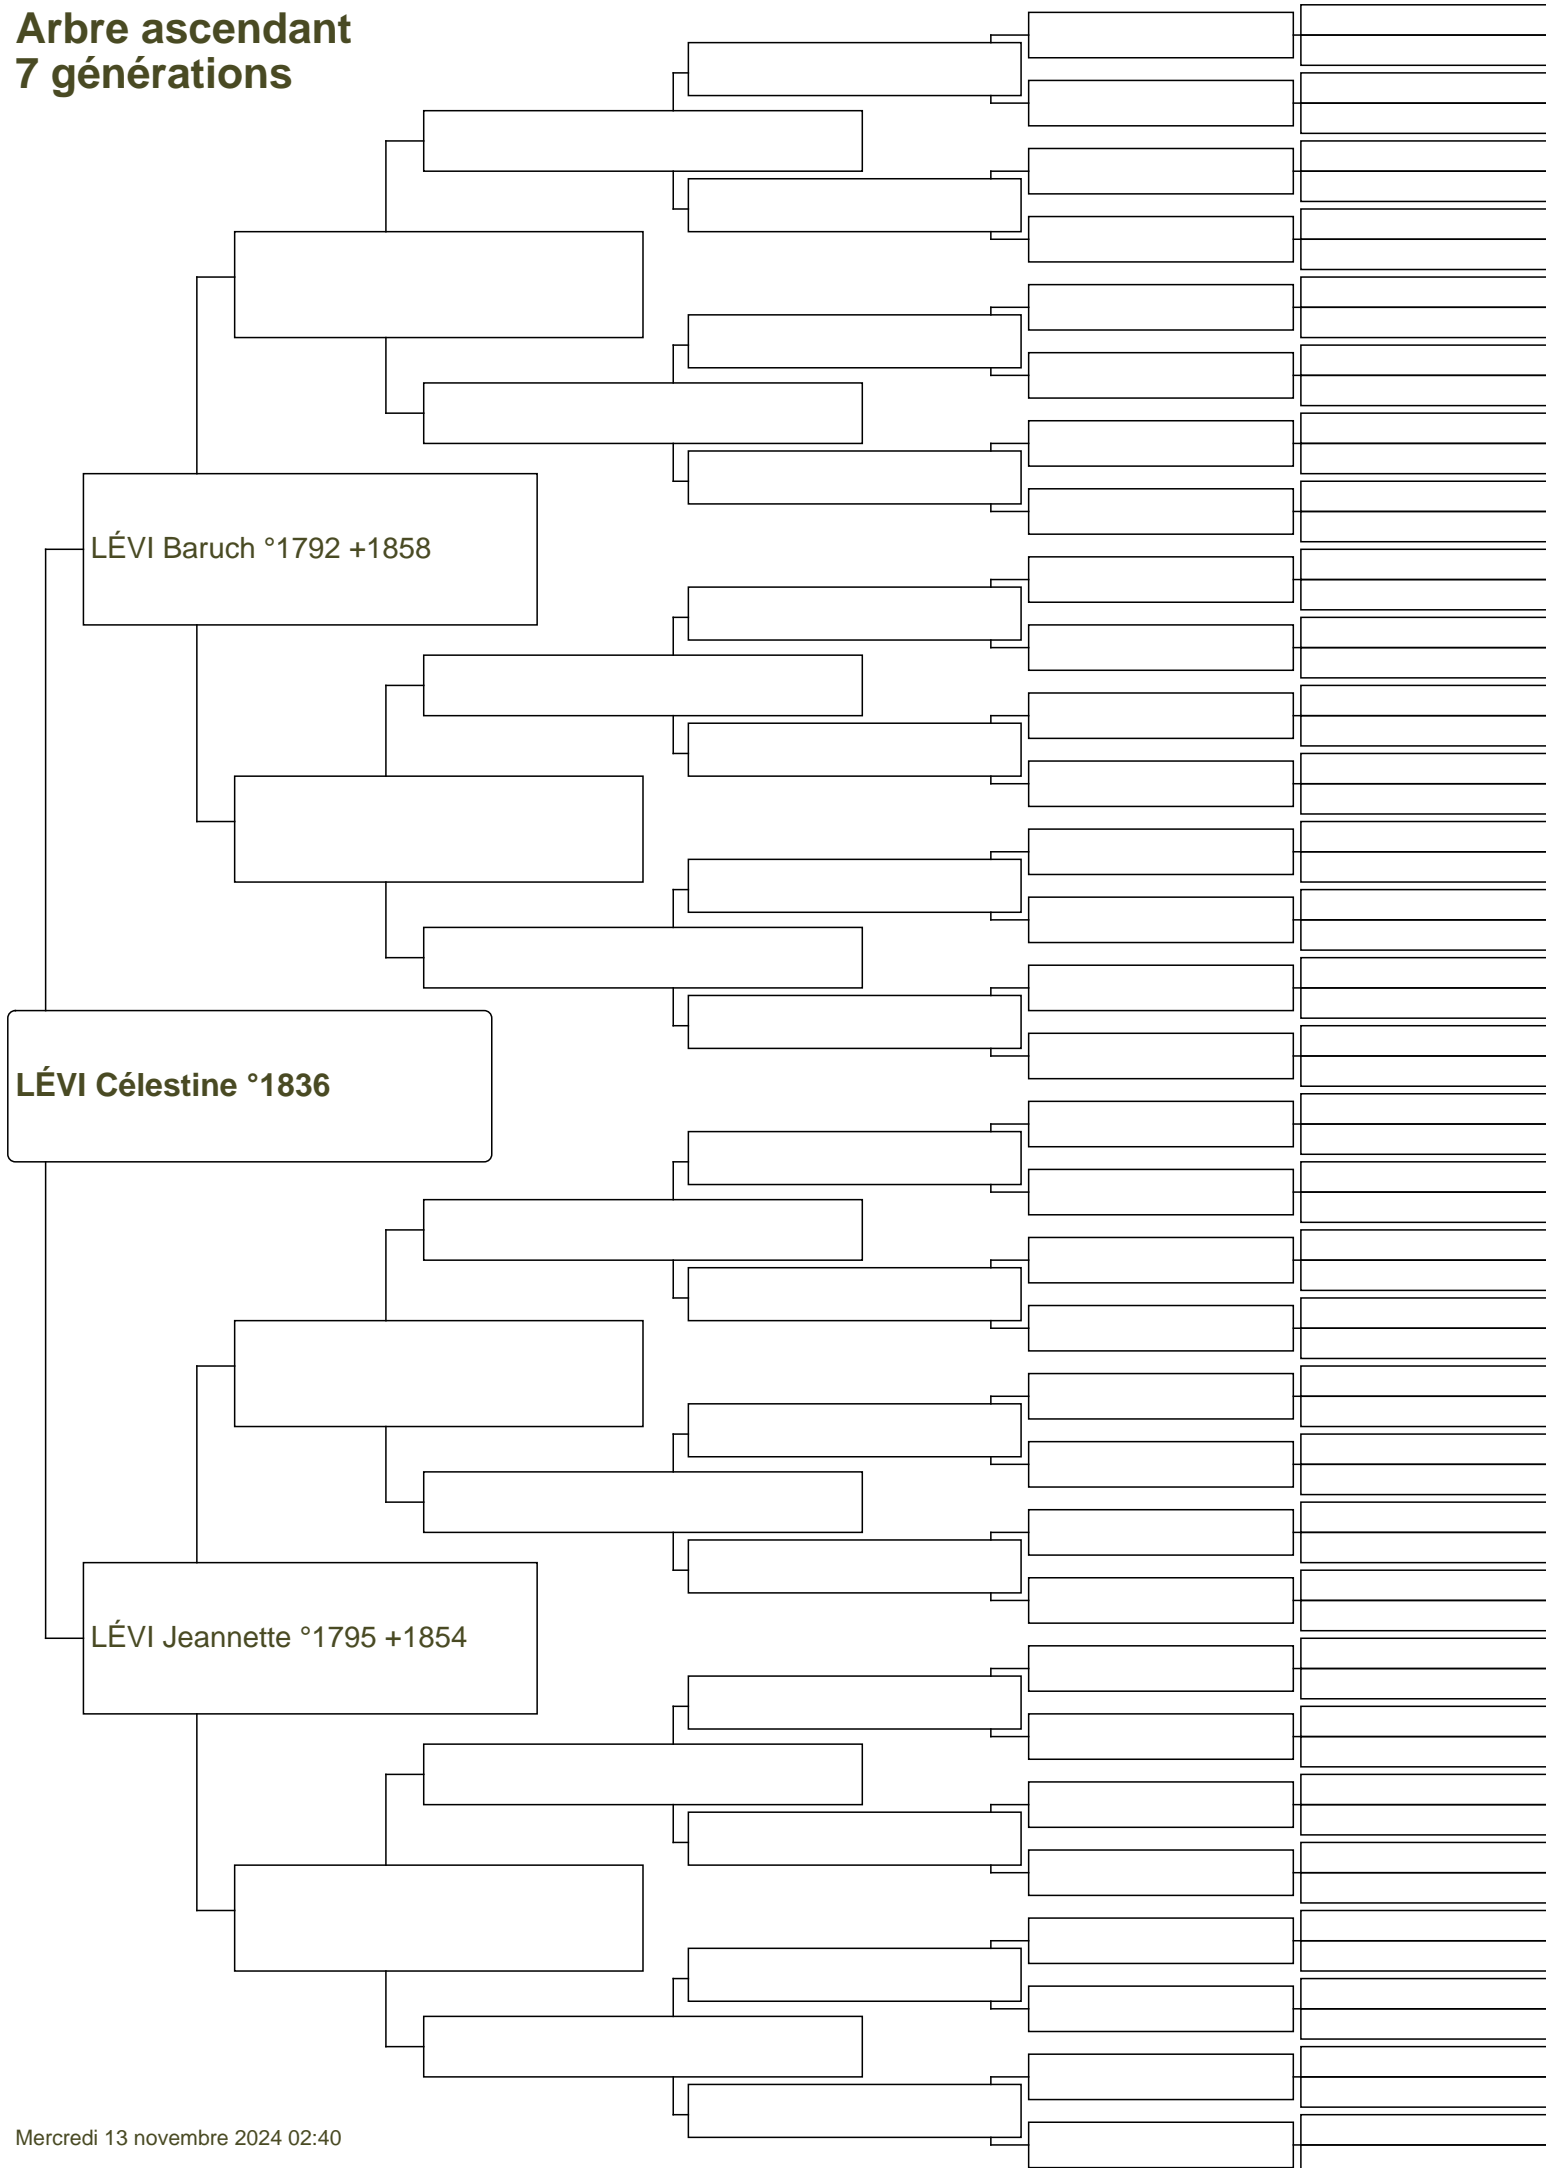 Arbre ascendant
7 générations
LÉVI Baruch °1792 +1858
LÉVI Célestine °1836
LÉVI Jeannette °1795 +1854
Mercredi 13 novembre 2024 02:40